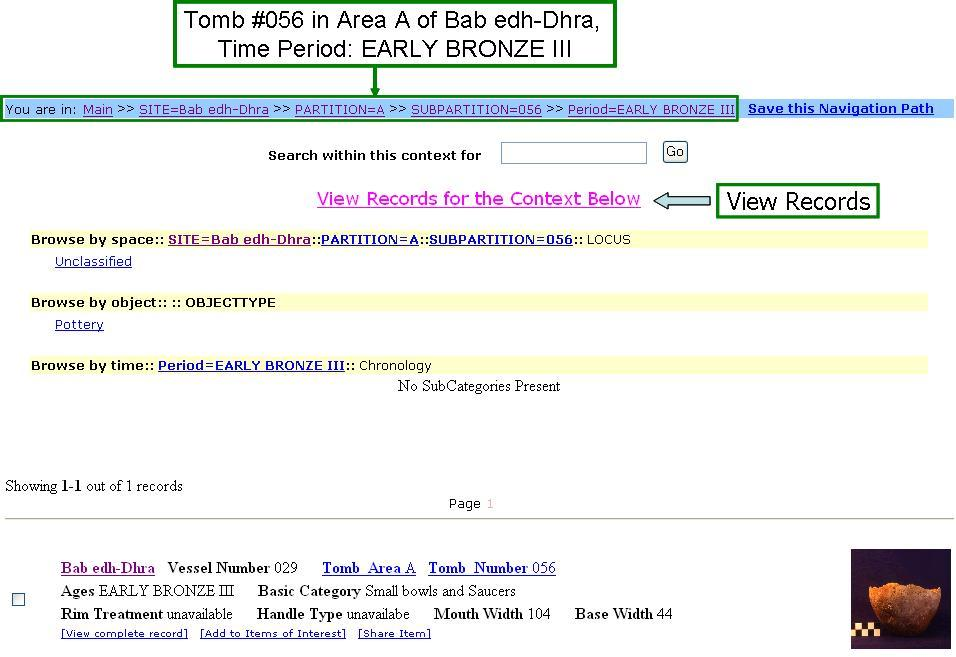 Tomb #056 in Area A of Bab edh-Dhra,
Time Period: EARLY BRONZE III
You are in: Main >> SITE=Bab edh-Dhra >> PARTITION=A >> SUBPARTITION=056 >> Period=EARLY BRONZE III Save this Navigation Path
Search within this context for Go
View Records for the Context Below View Records
Browse by space:: SITE=Bab edh-Dhra::PARTITION=A::SUBPARTITION=056:: LOCUS
Unclassified
Browse by object:: :: OBJECTTYPE
Pottery
Browse by time:: Period=EARLY BRONZE III:: Chronology
No SubCategories Present
Showing 1-1 out of 1 records
Page 1
Bab edh-Dhra Vessel Number 029 Tomb_Area A Tomb_Number 056
Ages EARLY BRONZE III Basic Category Small bowls and Saucers
Rim Treatment unavailable Handle Type unavailabe Mouth Width 104 Base Width 44
[View complete record] [Add to Items of Interest] [Share Item]